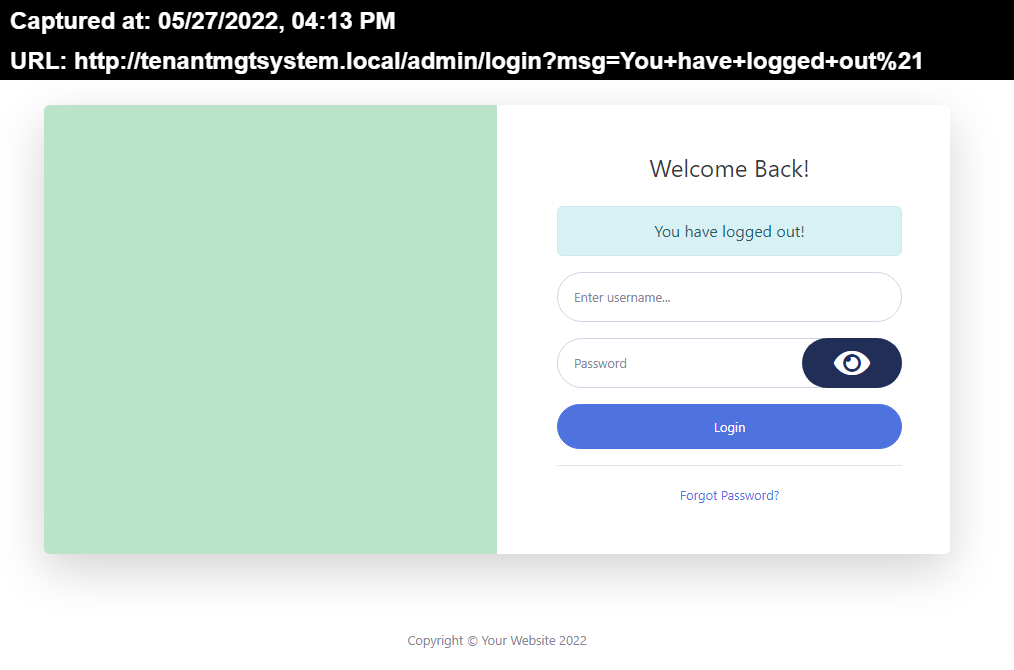 Captured at: 05/27/2022, 04:13 PM
URL: http://tenantmgtsystem.local/admin/login?msg=You+have+logged+out%21
Welcome Back!
You have logged out!
Enter username...
Password
Login
Forgot Password?
Copyright © Your Website 2022